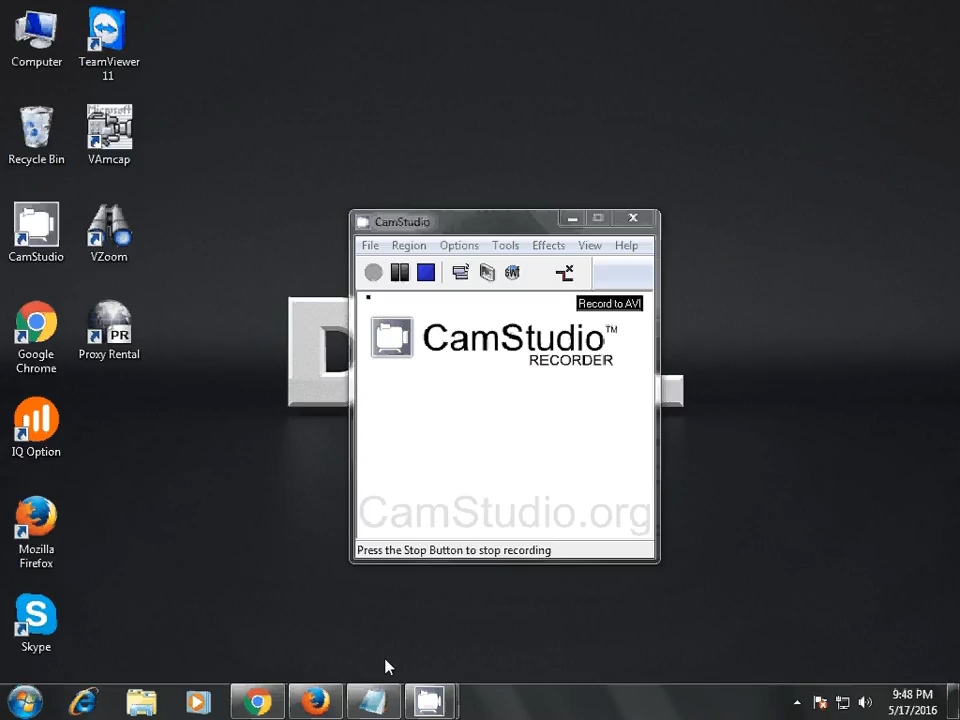 Computer
TeamViewer
11
Recycle Bin
Microsoft
VAmcap
CamStudio
VZoom
Google
Chrome
PR
Proxy Rental
IQ Option
Mozilla
Firefox
S
Skype
CamStudio
File Region Options Tools Effects View Help
Record to AVI
CamStudio™
RECORDER
CamStudio.org
Press the Stop Button to stop recording
D
9:48 PM
5/17/2016